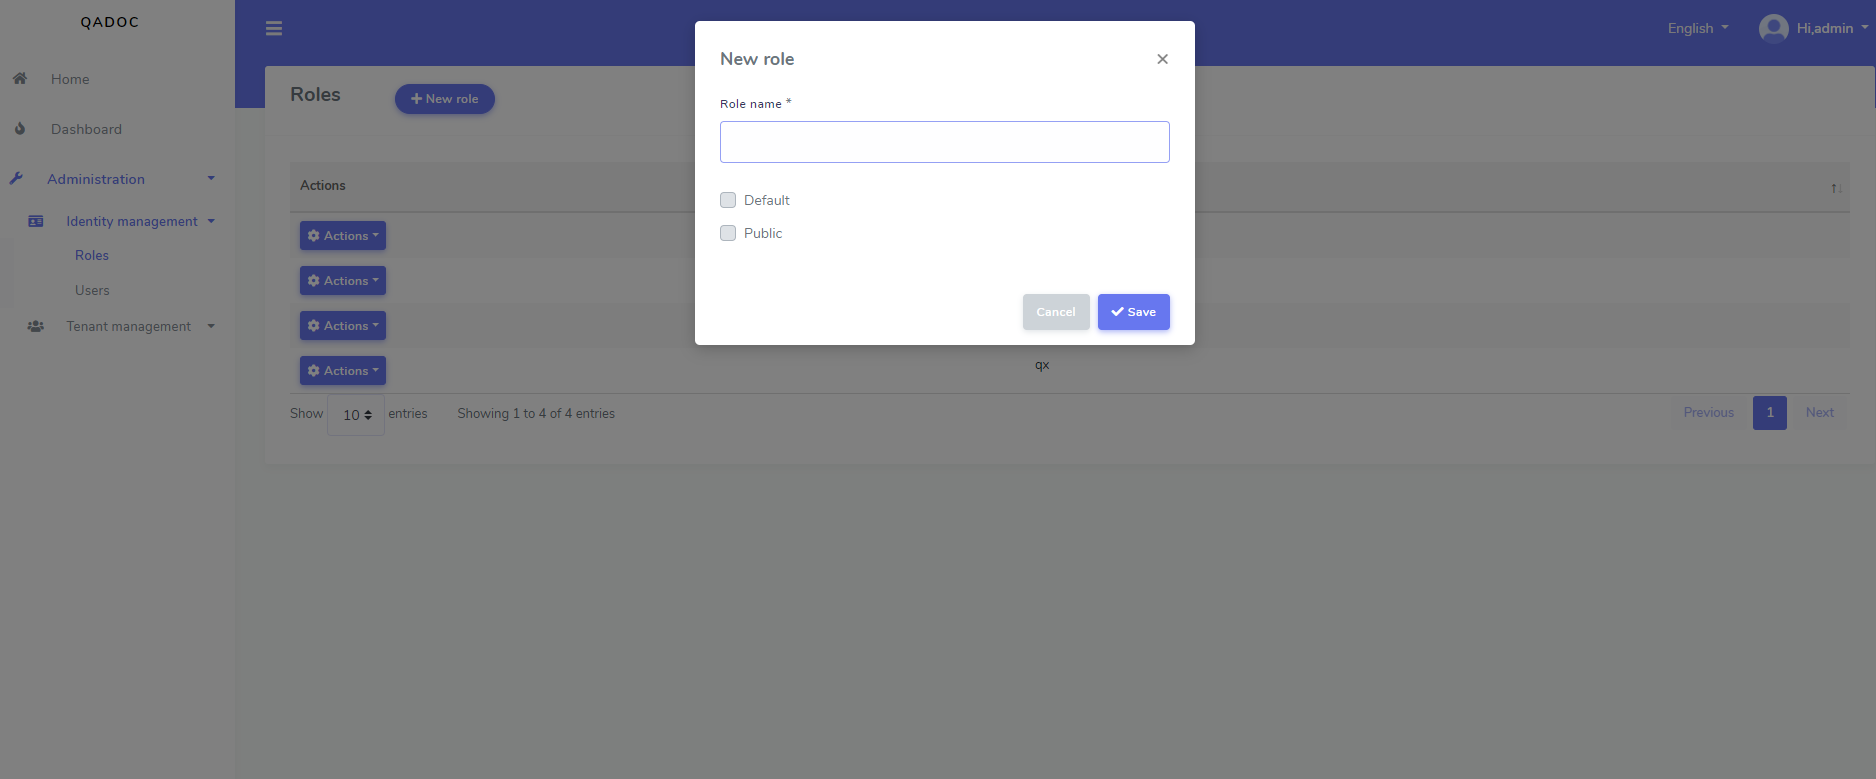 QADOC
English
Hi,admin
Home
Dashboard
Administration
Identity management
Roles
Users
Tenant management
Roles
New role
Actions
Actions
Actions
Actions
Actions
qx
Show 10 entries Showing 1 to 4 of 4 entries
Previous 1 Next
New role
×
Role name *
Default
Public
Cancel Save